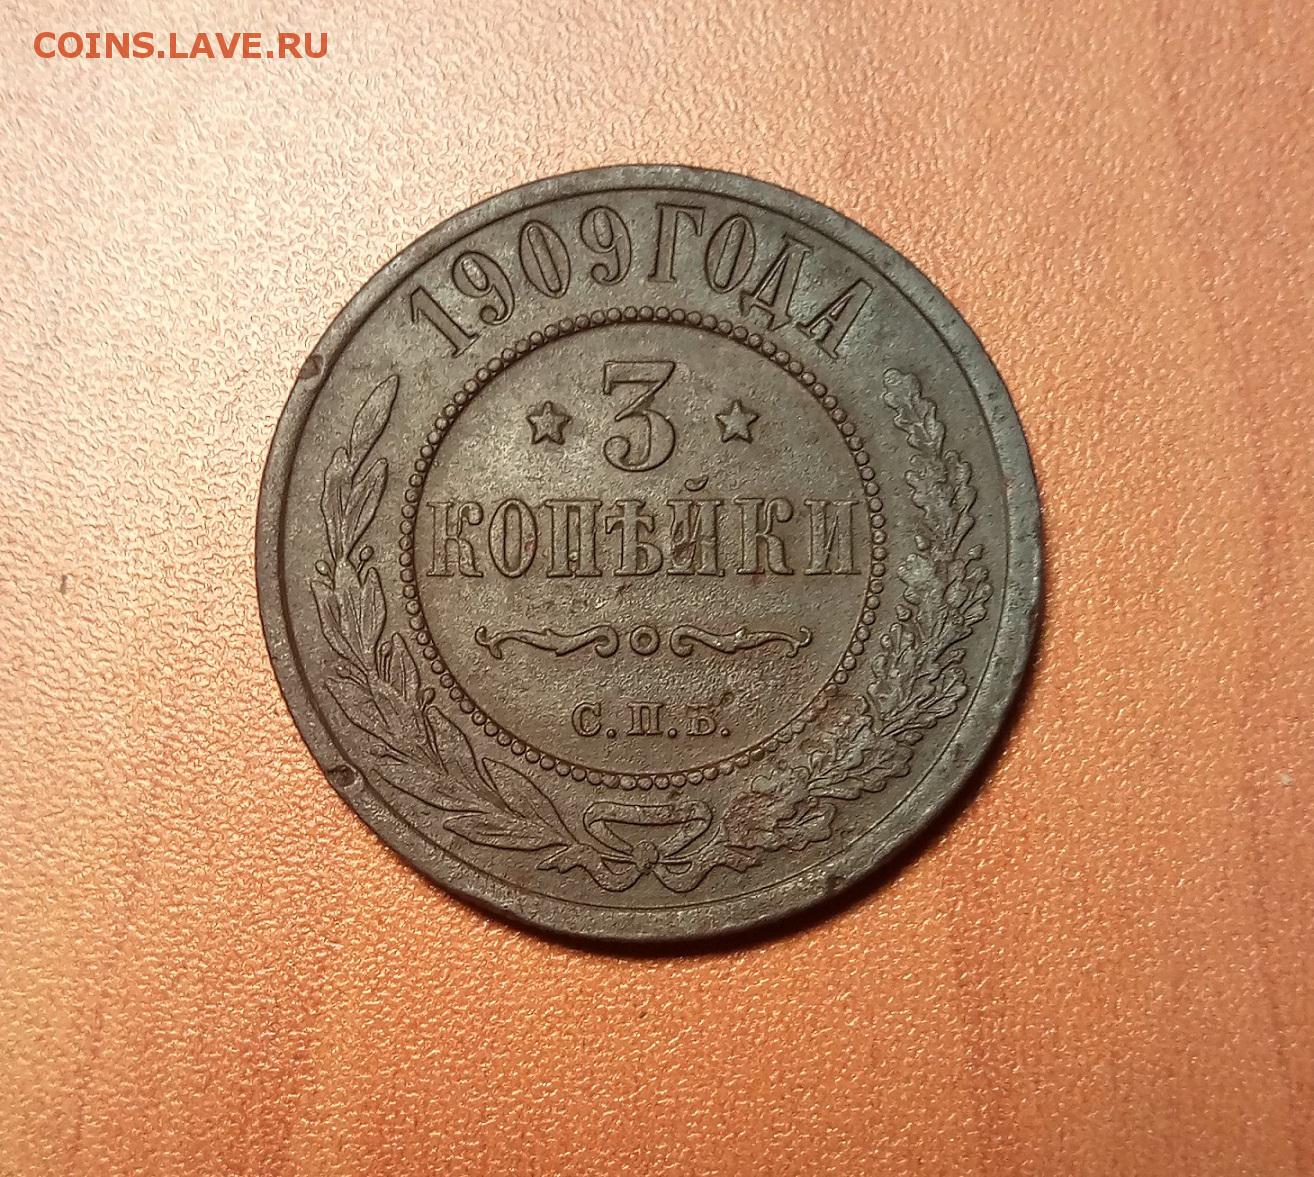 COINS.LAVE.RU
1909 ГОДА
3
КОПѢЙКИ
С.П.Б.